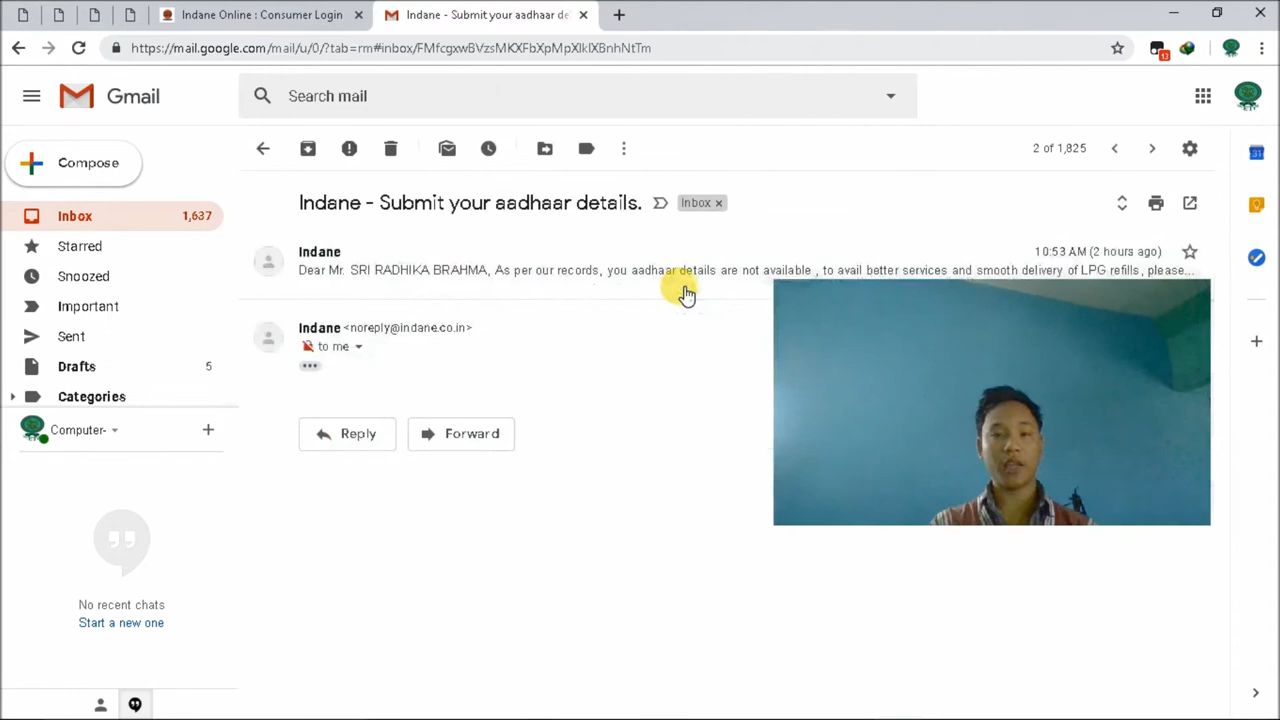 Indane Online : Consumer Login
Indane - Submit your aadhaar de
https://mail.google.com/mail/u/0/?tab=rm#inbox/FMfcgxwBVzsMKXFbXpMpXlklXBnhNtTm
13
Gmail
Search mail
Compose
2 of 1,825
31
Inbox 1,637
Starred
Snoozed
Important
Sent
Drafts 5
Categories
Computer-
No recent chats
Start a new one
Indane - Submit your aadhaar details.
Inbox x
Indane 10:53 AM (2 hours ago)
Dear Mr. SRI RADHIKA BRAHMA, As per our records, you aadhaar details are not available , to avail better services and smooth delivery of LPG refills, please...
Indane <noreply@indane.co.in>
to me
Reply
Forward